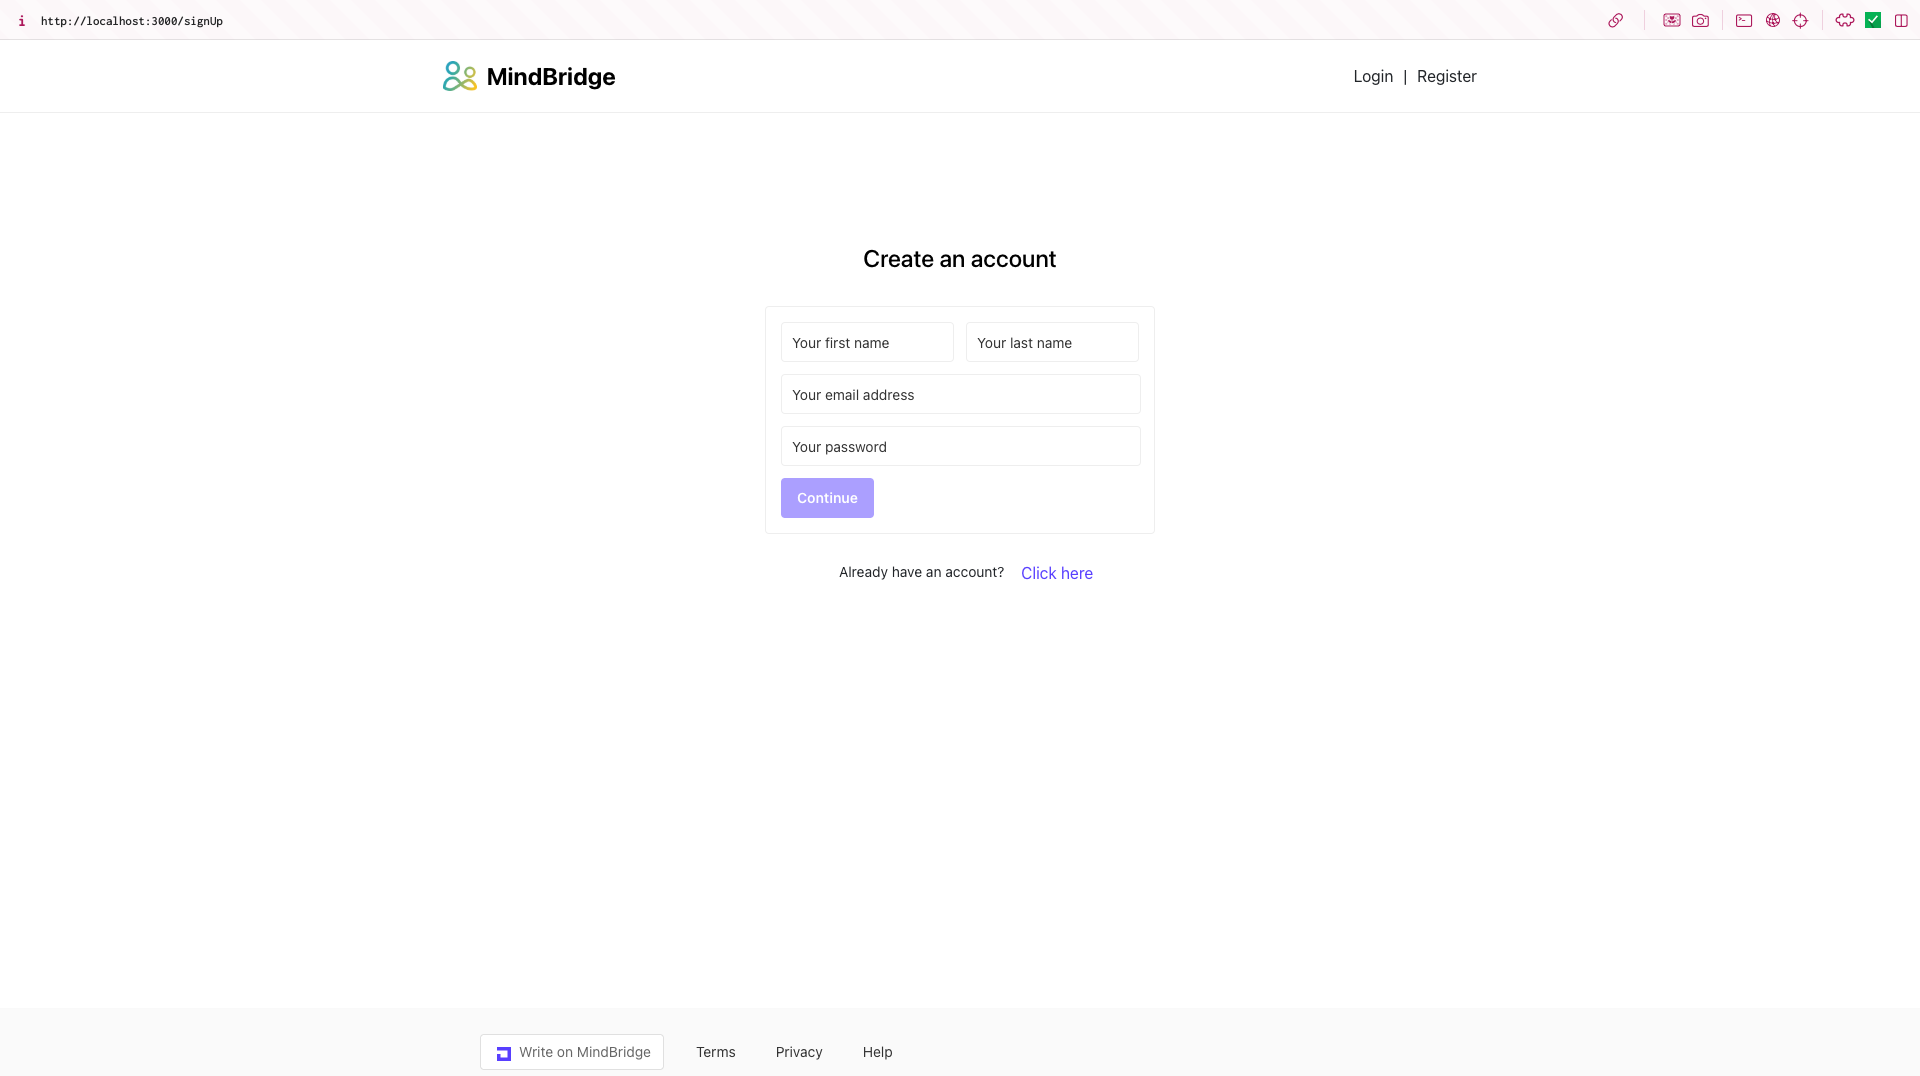 http://localhost:3000/signUp
MindBridge
Login | Register
Create an account
Your first name
Your last name
Your email address
Your password
Continue
Already have an account? Click here
Write on MindBridge
Terms
Privacy
Help